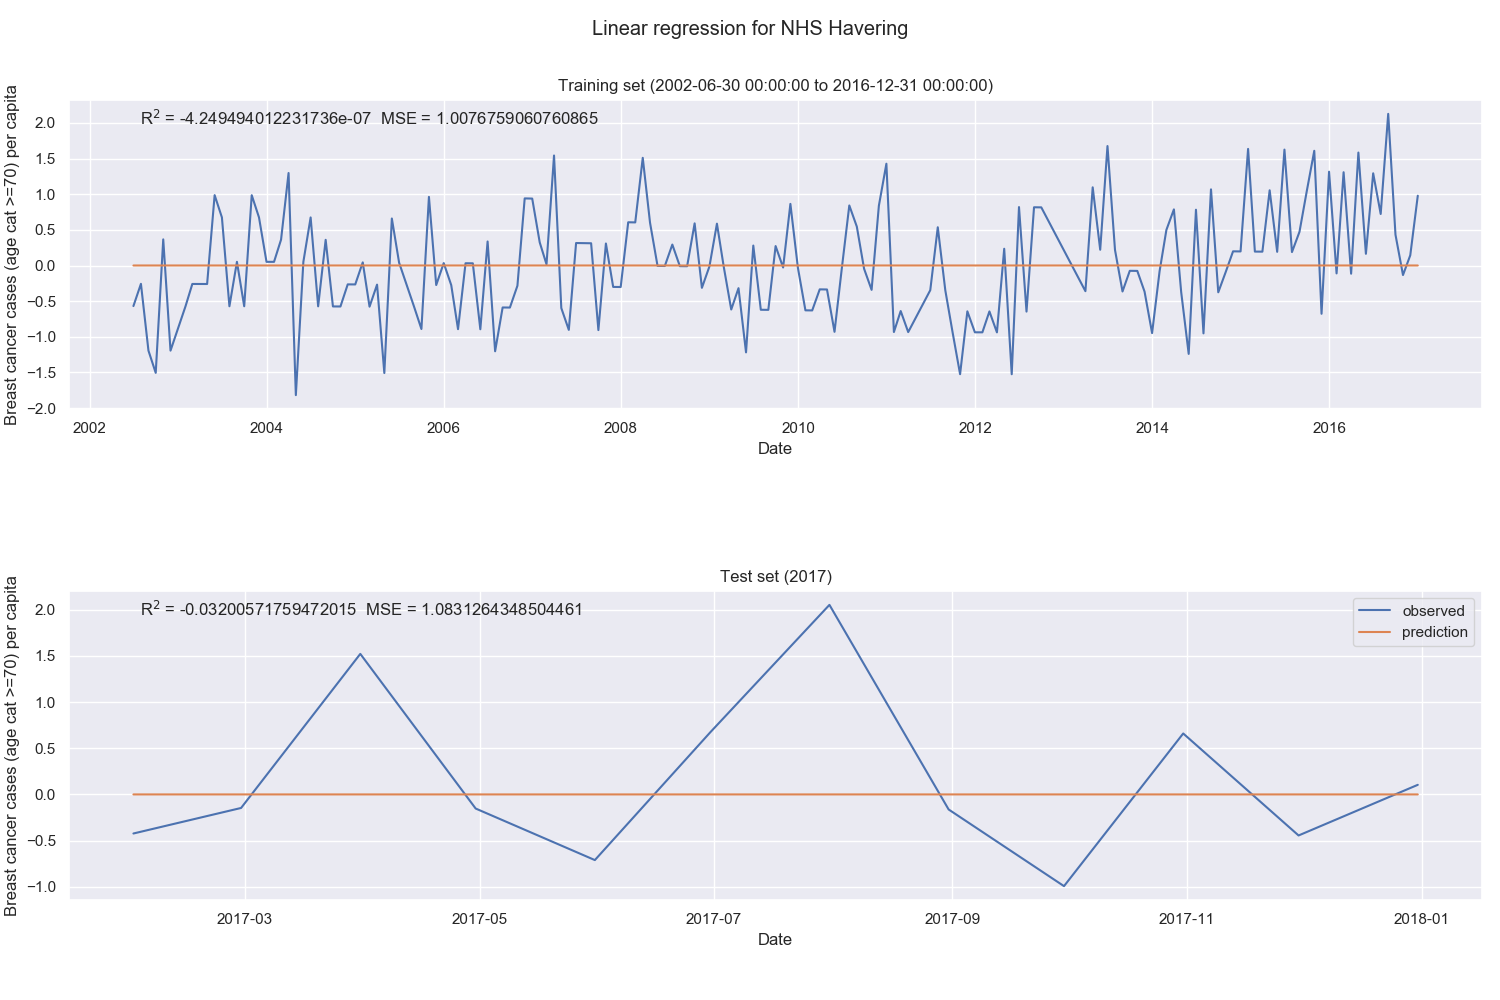 Linear regression for NHS Havering
Training set (2002-06-30 00:00:00 to 2016-12-31 00:00:00)
Breast cancer cases (age cat >=70) per capita
R² = -4.249494012231736e-07 MSE = 1.0076759060760865
2.0
1.5
1.0
0.5
0.0
−0.5
−1.0
−1.5
−2.0
2002 2004 2006 2008 2010 2012 2014 2016
Date
Test set (2017)
Breast cancer cases (age cat >=70) per capita
R² = -0.03200571759472015 MSE = 1.0831264348504461
observed
prediction
2.0
1.5
1.0
0.5
0.0
−0.5
−1.0
2017-03 2017-05 2017-07 2017-09 2017-11 2018-01
Date